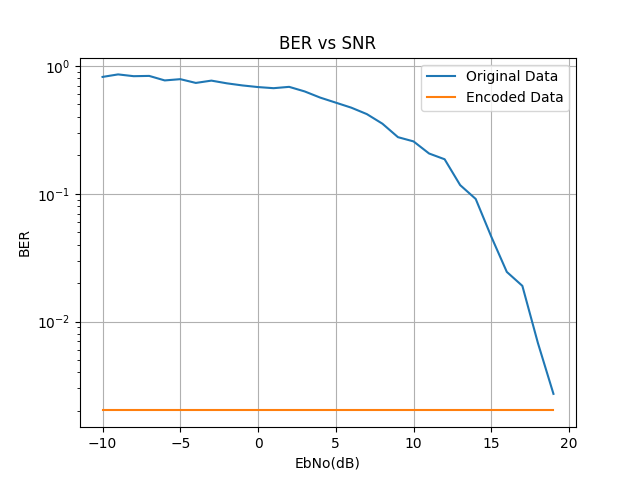 BER vs SNR
10⁰
10⁻¹
10⁻²
BER
Original Data
Encoded Data
−10
−5
0
5
10
15
20
EbNo(dB)